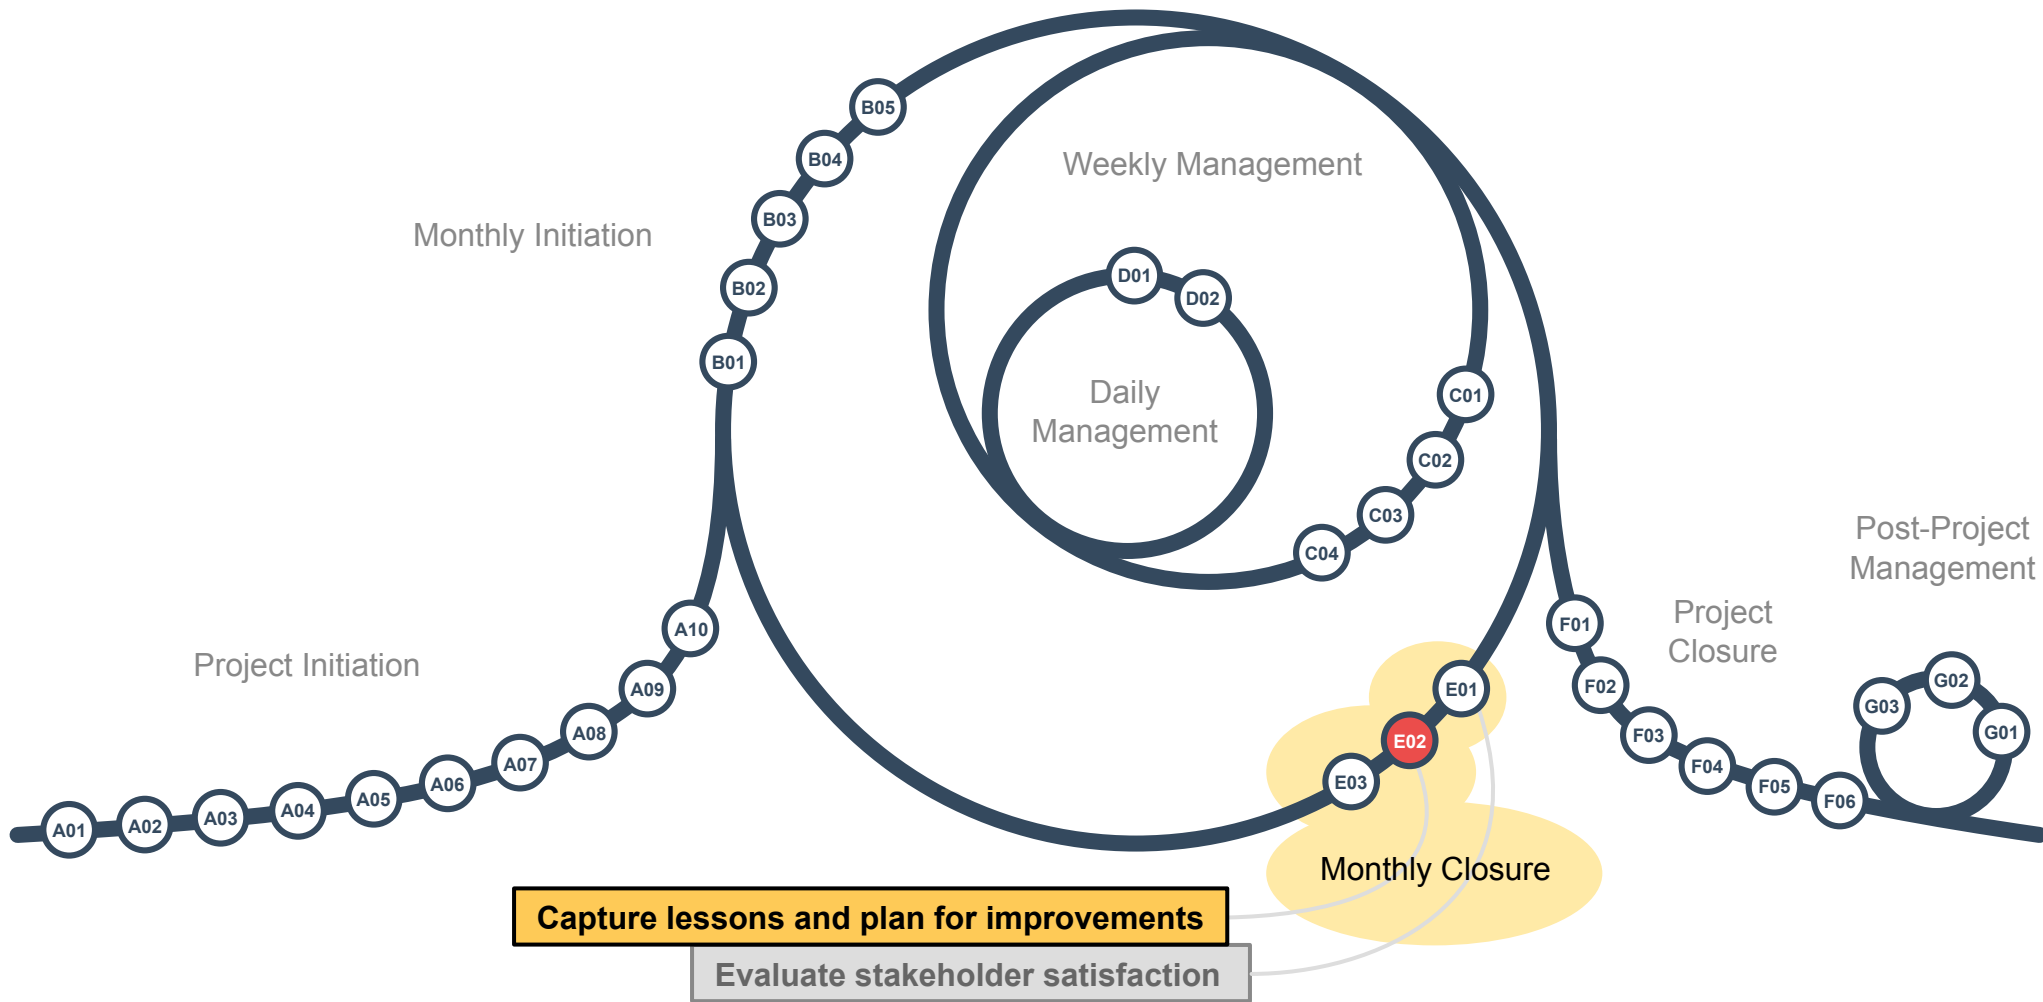 B05
B04
Weekly Management
B03
Monthly Initiation
D01
B02
D02
B01
Daily
Management
C01
C02
C03
C04
Post-Project
Management
Project
Closure
F01
A10
Project Initiation
F02
G02
A09
E01
G03
G01
A08
E02
F03
A07
F04
A06
E03
F05
A05
F06
A04
A03
A02
A01
Monthly Closure
Capture lessons and plan for improvements
Evaluate stakeholder satisfaction